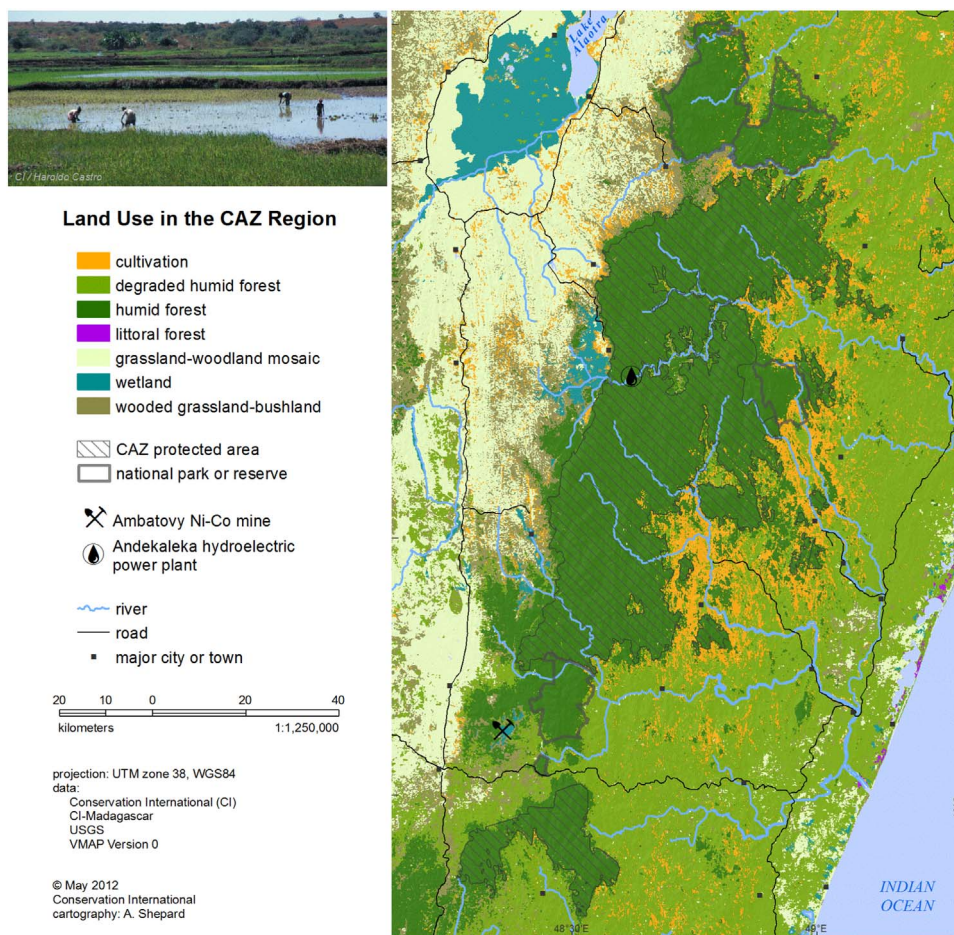 CI / Haroldo Castro
Land Use in the CAZ Region
cultivation
degraded humid forest
humid forest
littoral forest
grassland-woodland mosaic
wetland
wooded grassland-bushland
CAZ protected area
national park or reserve
Ambatovy Ni-Co mine
Andekaleka hydroelectric
power plant
river
road
major city or town
20 10 0 20 40
kilometers 1:1,250,000
projection: UTM zone 38, WGS84
data:
Conservation International (CI)
CI-Madagascar
USGS
VMAP Version 0
© May 2012
Conservation International
cartography: A. Shepard
Lake
Alaotra
INDIAN
OCEAN
48°30'E 49°E